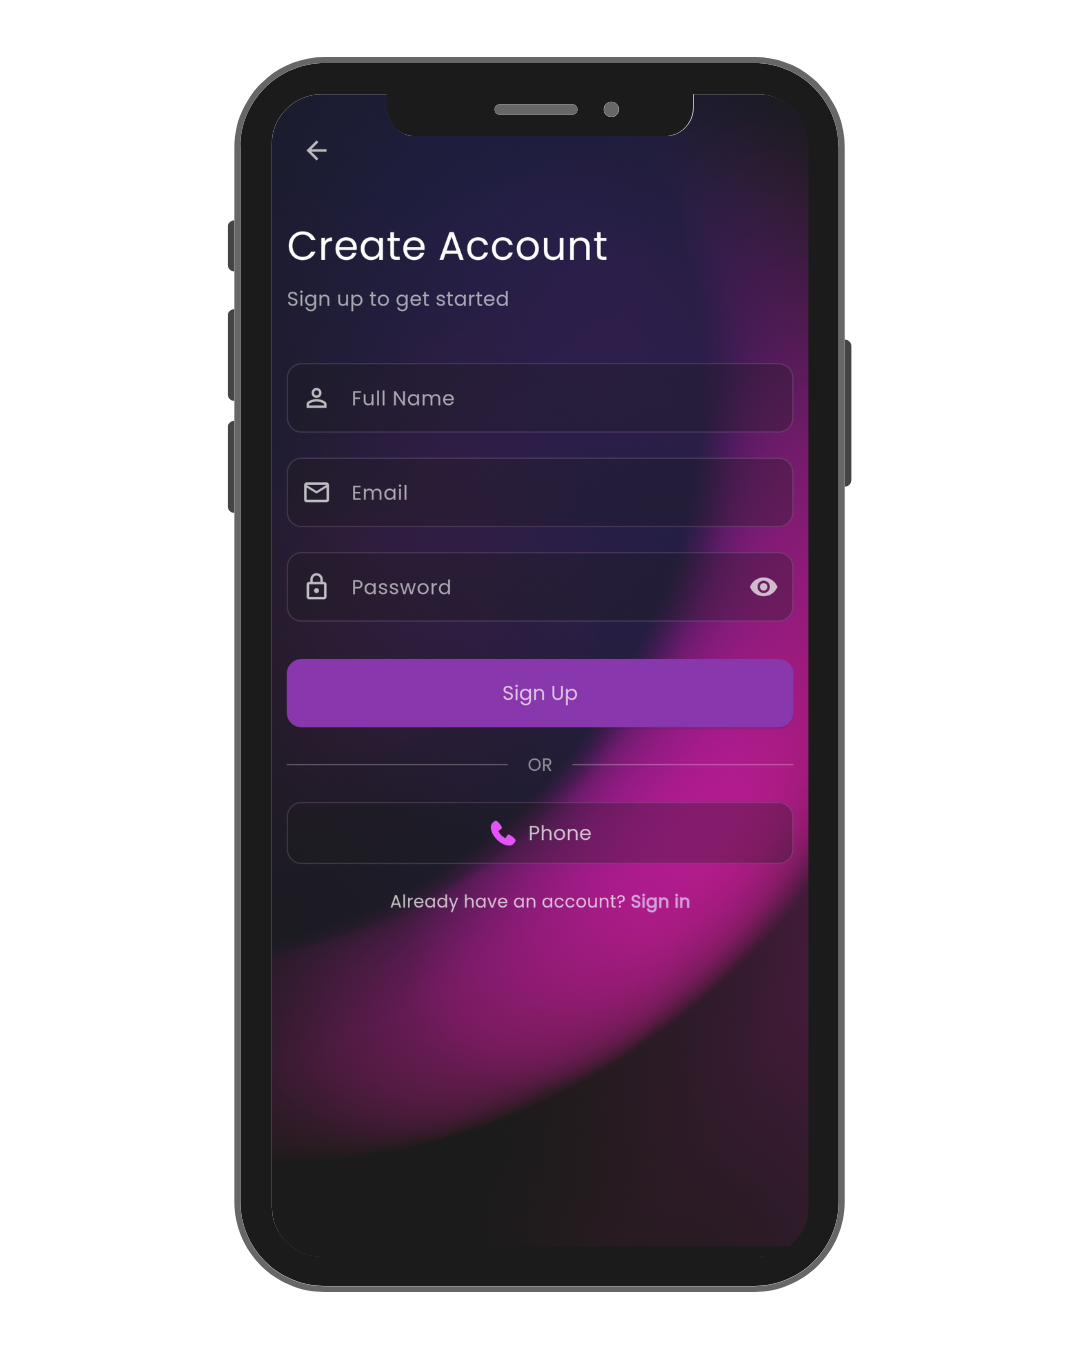 Create Account
Sign up to get started
Full Name
Email
Password
Sign Up
OR
Phone
Already have an account? Sign in